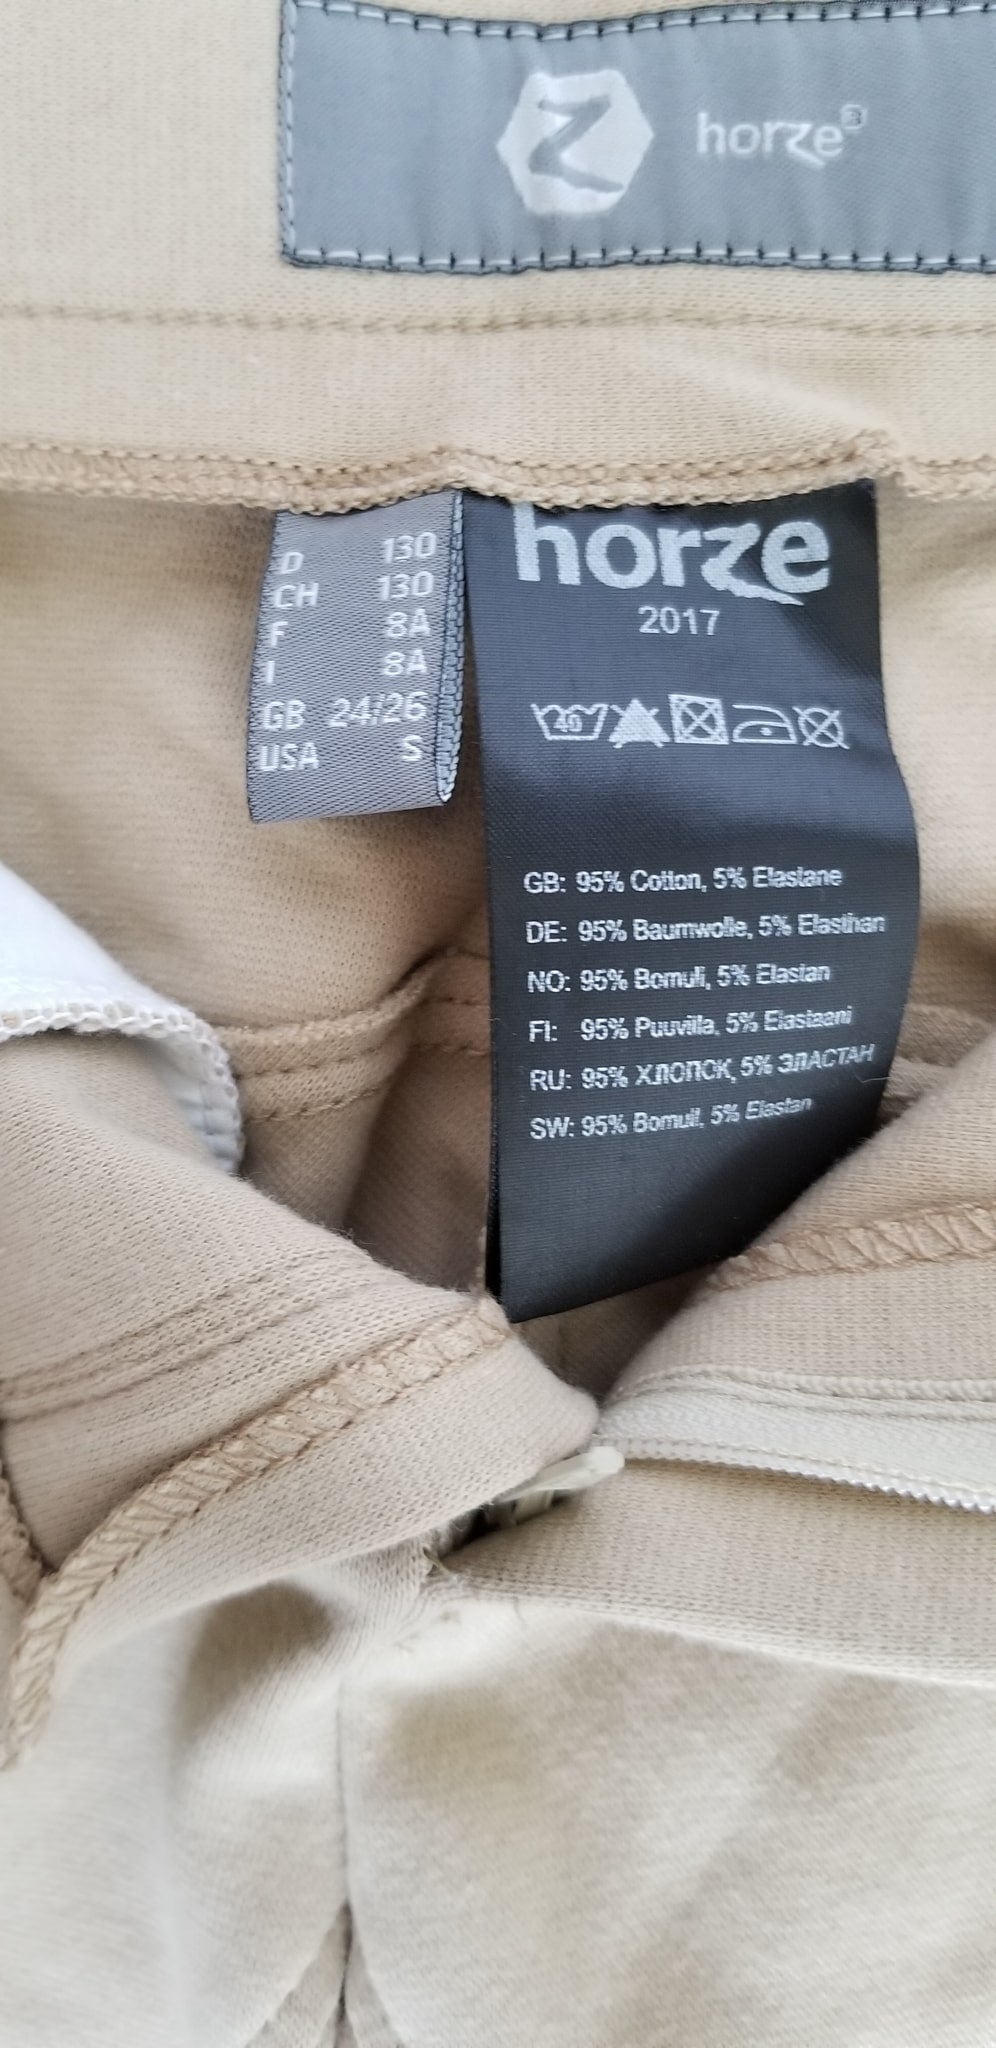 horze®
D 130
CH 130
F 8A
I 8A
GB 24/26
USA S
horze
2017
40
GB: 95% Cotton, 5% Elastane
DE: 95% Baumwolle, 5% Elasthan
NO: 95% Bomull, 5% Elastan
FI: 95% Puuvilla, 5% Elastaani
RU: 95% ХЛОПСК, 5% ЭЛАСТАН
SW: 95% Bomull, 5% Elastan